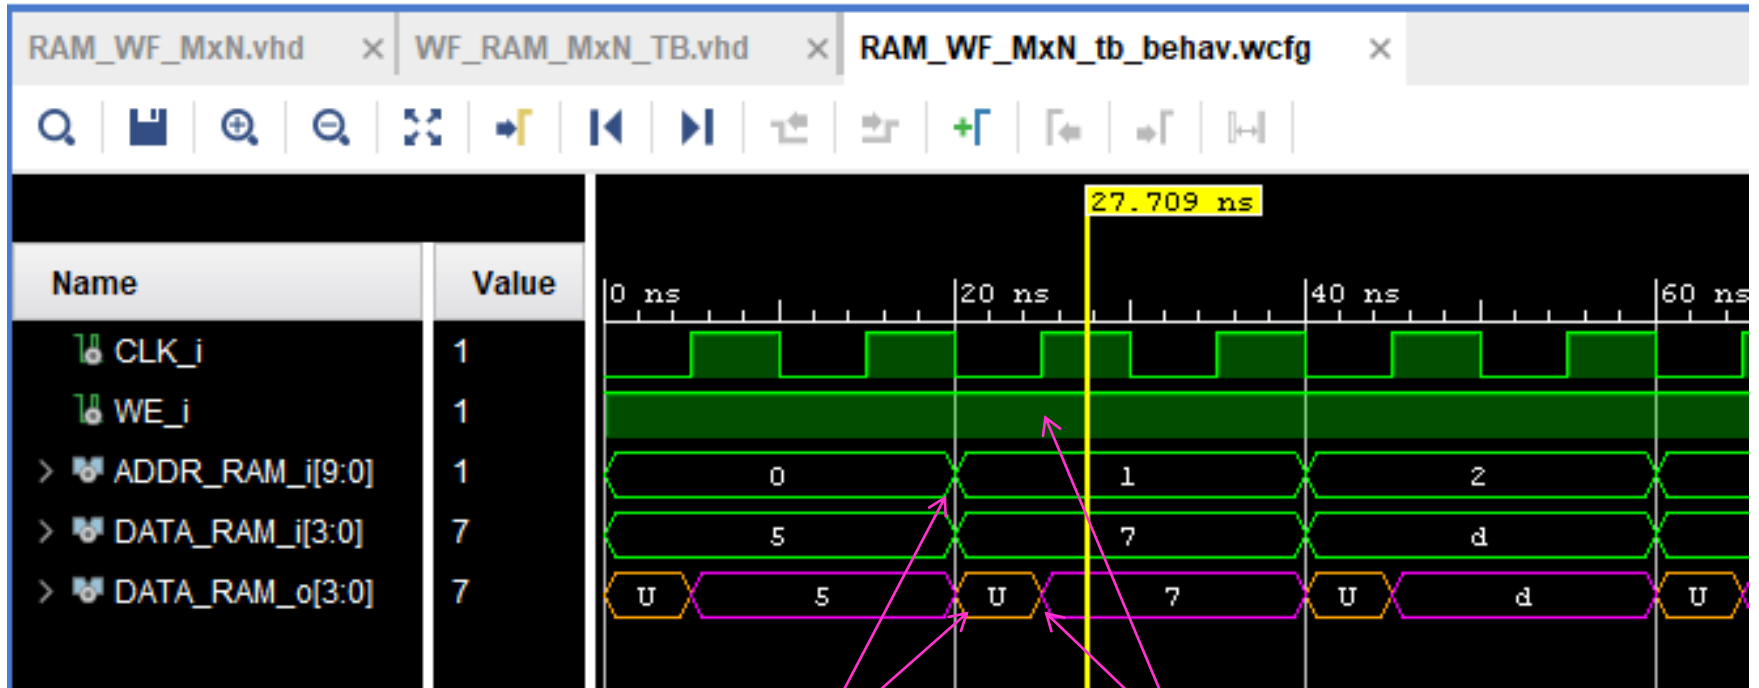 RAM_WF_MxN.vhd × WF_RAM_MxN_TB.vhd × RAM_WF_MxN_tb_behav.wcfg ×
27.709 ns
Name Value 0 ns 20 ns 40 ns 60 ns
CLK_i 1
WE_i 1
ADDR_RAM_i[9:0] 1 0 1 2
DATA_RAM_i[3:0] 7 5 7 d
DATA_RAM_o[3:0] 7 U 5 U 7 U d U